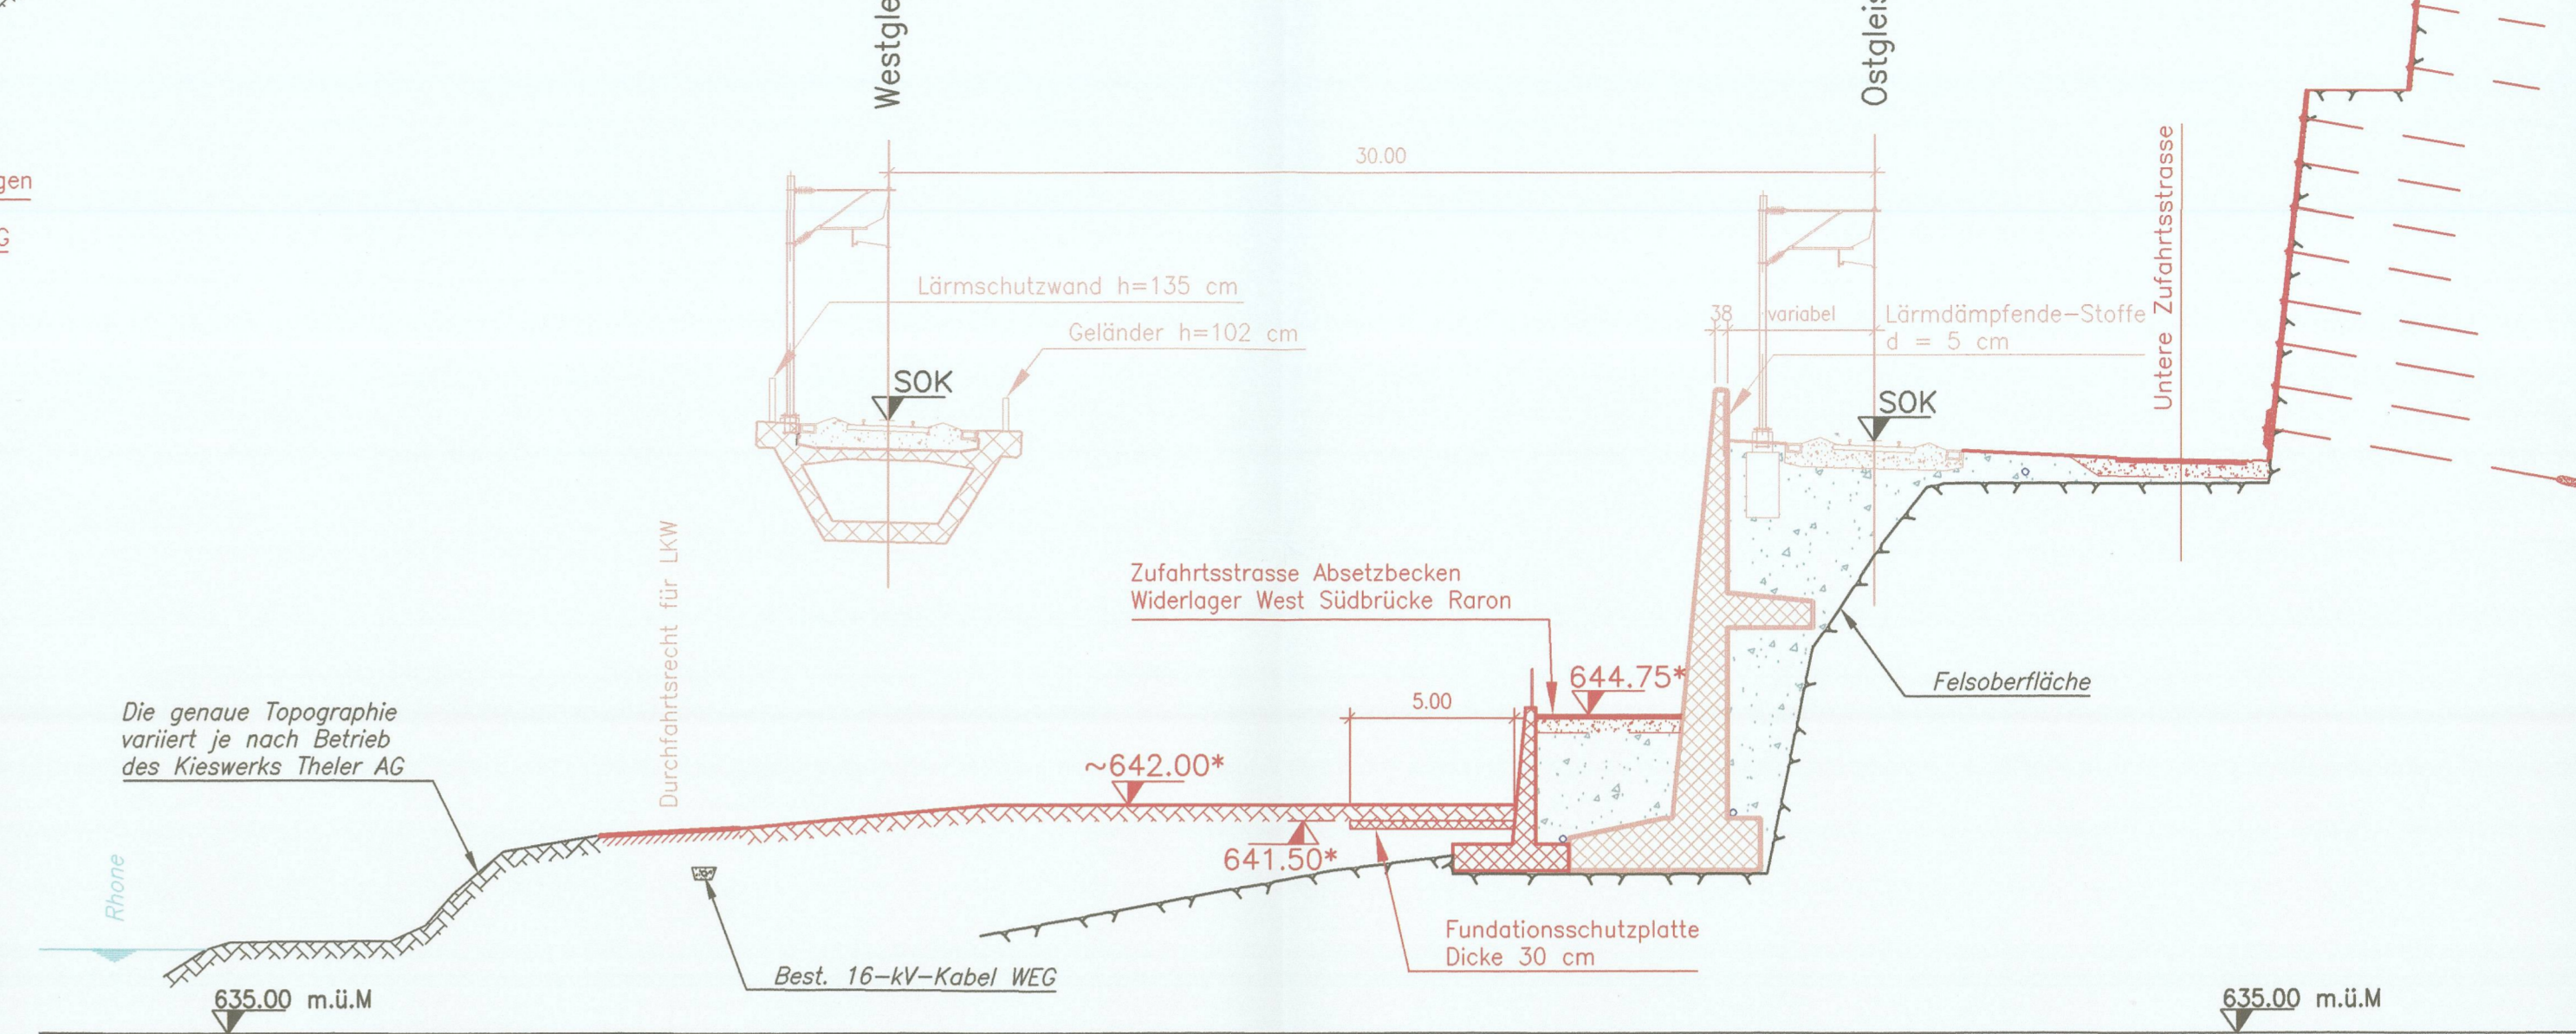 Westgle
Ostgleis
gen
G
30.00
Untere Zufahrtsstrasse
Lärmschutzwand h=135 cm
Geländer h=102 cm
38
variabel
Lärmdämpfende-Stoffe
d = 5 cm
SOK
SOK
Durchfahrtsrecht für LKW
Zufahrtsstrasse Absetzbecken
Widerlager West Südbrücke Raron
644.75*
Felsoberfläche
5.00
Die genaue Topographie
variiert je nach Betrieb
des Kieswerks Theler AG
~642.00*
641.50*
Rhone
Fundationsschutzplatte
Dicke 30 cm
Best. 16-kV-Kabel WEG
635.00 m.ü.M
635.00 m.ü.M